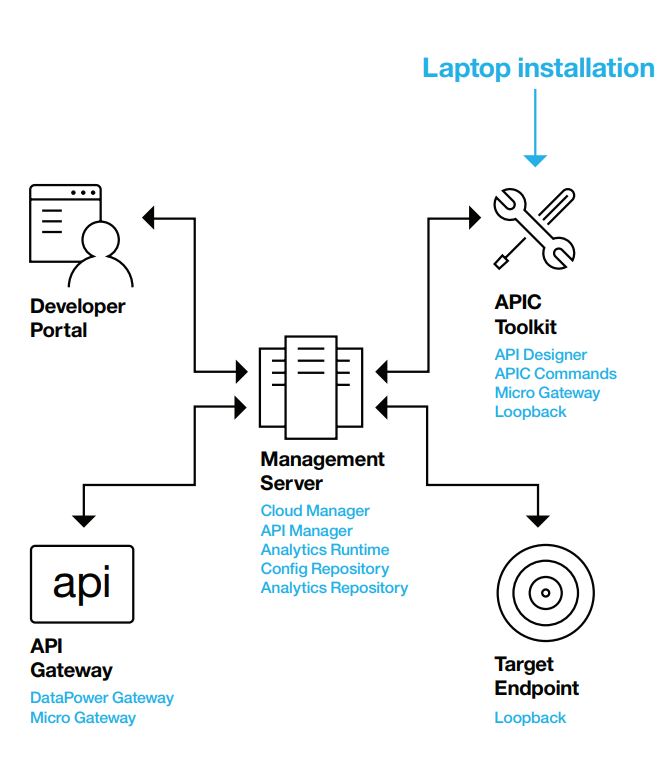 Laptop installation
Developer
Portal
APIC
Toolkit
API Designer
APIC Commands
Micro Gateway
Loopback
Management
Server
Cloud Manager
API Manager
Analytics Runtime
Config Repository
Analytics Repository
api
API
Gateway
DataPower Gateway
Micro Gateway
Target
Endpoint
Loopback